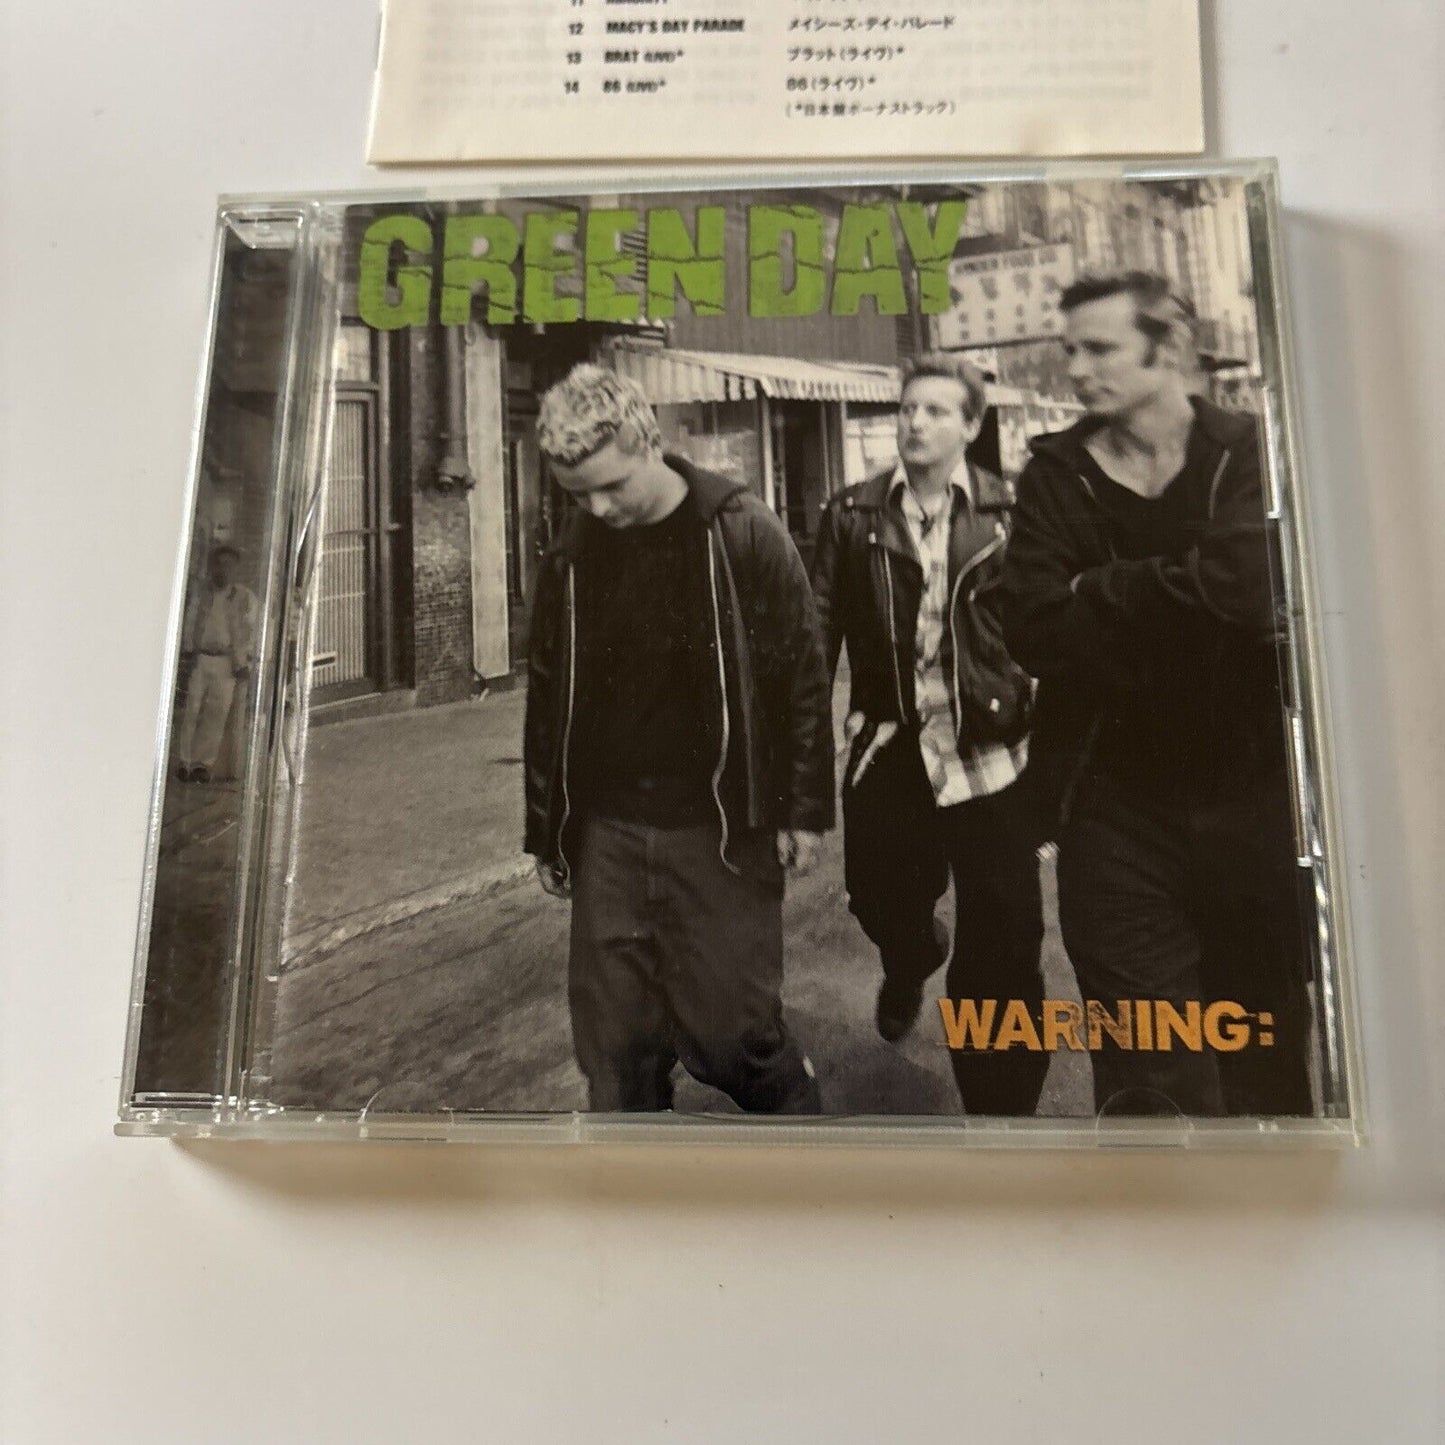 12 MACY'S DAY PARADE メイシーズ・デイ・パレード
13 BRAT (LIVE)* ブラット(ライヴ)*
14 86 (LIVE)* 86(ライヴ)*
(*日本盤ボーナストラック)
GREEN DAY
WARNING: